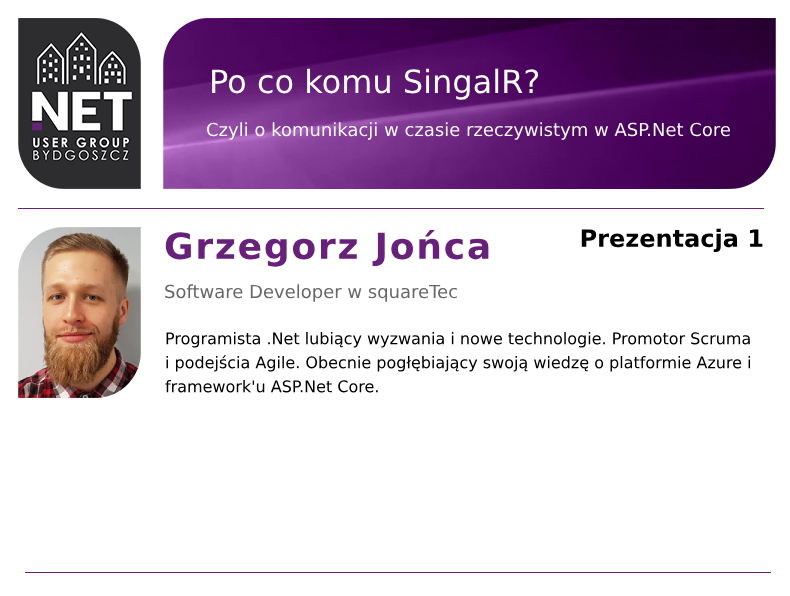 .NET
USER GROUP
BYDGOSZCZ
Po co komu SingalR?
Czyli o komunikacji w czasie rzeczywistym w ASP.Net Core
Grzegorz Jońca
Prezentacja 1
Software Developer w squareTec
Programista .Net lubiący wyzwania i nowe technologie. Promotor Scruma
i podejścia Agile. Obecnie pogłębiający swoją wiedzę o platformie Azure i
framework'u ASP.Net Core.